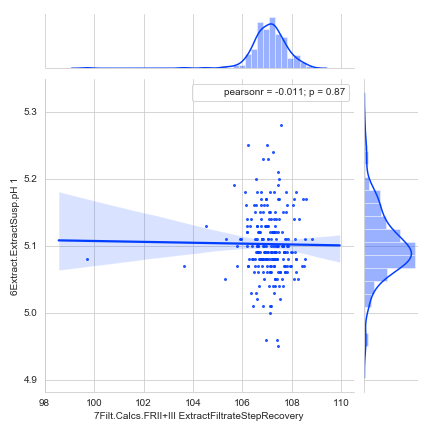 pearsonr = -0.011; p = 0.87
5.3
5.2
5.1
5.0
4.9
6Extract.ExtractSusp.pH 1
98 100 102 104 106 108 110
7Filt.Calcs.FRII+III ExtractFiltrateStepRecovery